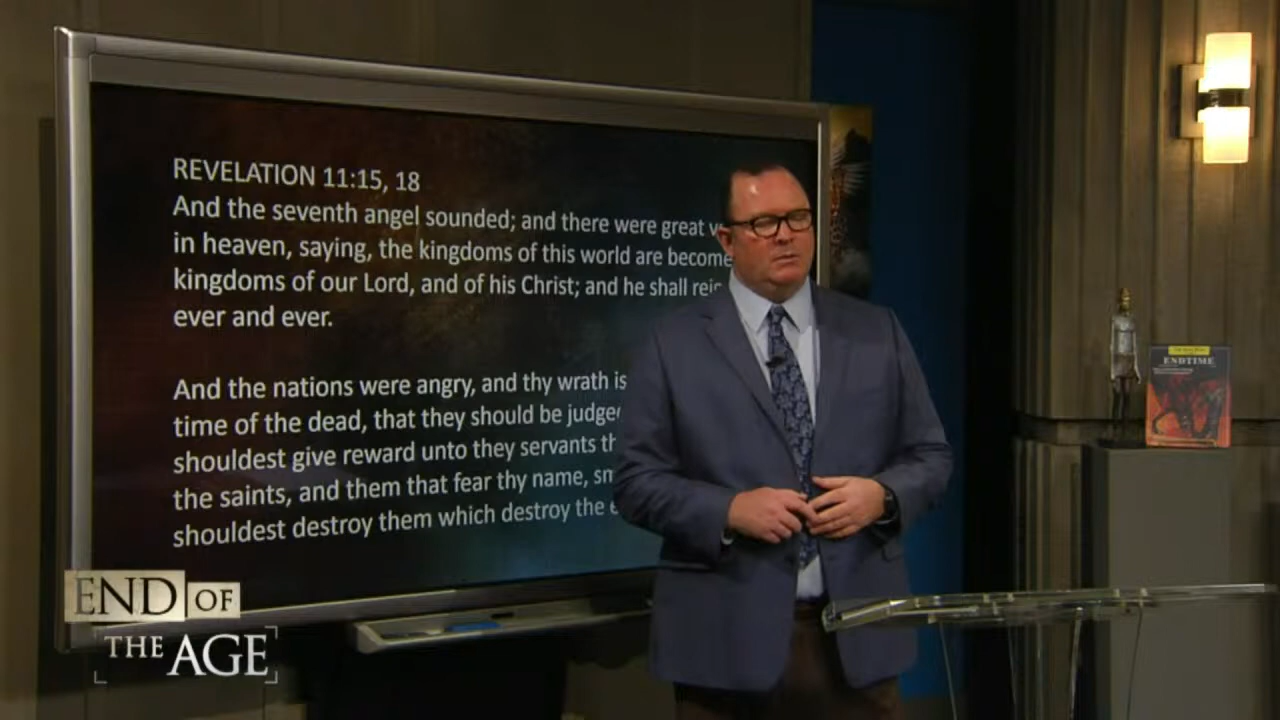 REVELATION 11:15, 18
And the seventh angel sounded; and there were great
in heaven, saying, the kingdoms of this world are become
kingdoms of our Lord, and of his Christ; and he shall
ever and ever.
And the nations were angry, and thy wrath is
time of the dead, that they should be
shouldest give reward unto they servants
the saints, and them that fear thy name,
shouldest destroy them which destroy the
END OF
THE AGE
ENDTIME